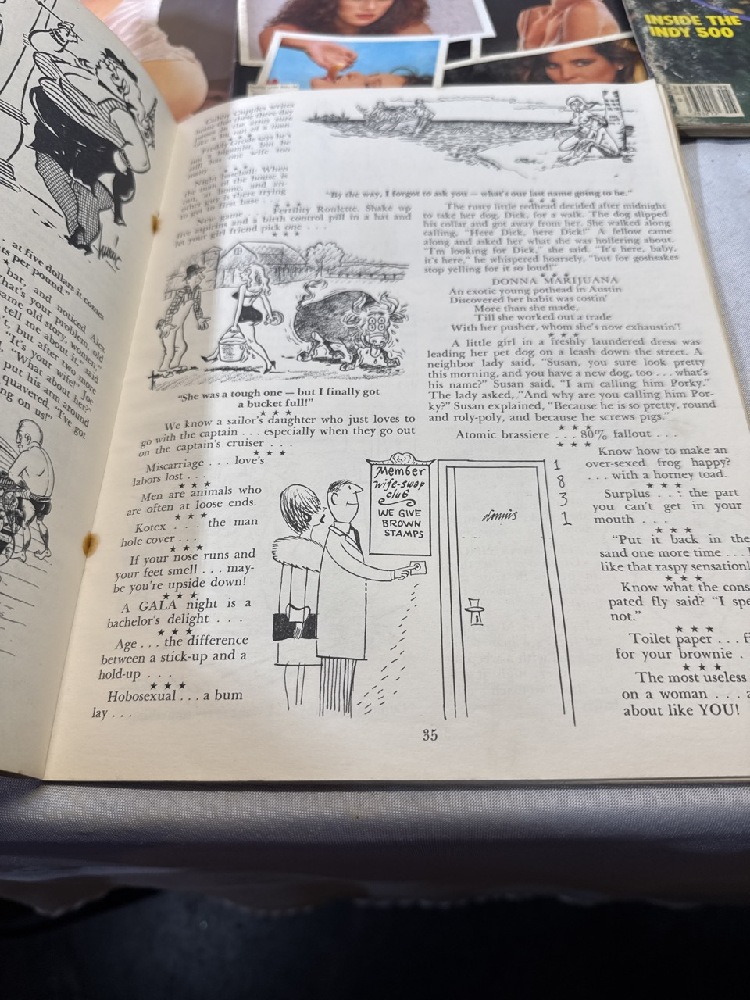 INSIDE THE
INDY 500
at five dollars it comes
ts per pound."
"By the way, I forgot to ask you — what's our last name going to be."
Fertility Roulette. Shake up
six aspirins and a birth control pill in a hat and
let your girl friend pick one . . .
★ ★ ★
"She was a tough one — but I finally got
a bucket full!"
★ ★ ★
We know a sailor's daughter who just loves to
go with the captain . . . especially when they go out
on the captain's cruiser . . .
★ ★ ★
Miscarriage . . . love's
labors lost . . .
★ ★ ★
Men are animals who
are often at loose ends.
★ ★ ★
Kotex . . . the man
hole cover . . .
★ ★ ★
If your nose runs and
your feet smell . . . may-
be you're upside down!
★ ★ ★
A GALA night is a
bachelor's delight . . .
★ ★ ★
Age . . . the difference
between a stick-up and a
hold-up . . .
★ ★ ★
Hobosexual . . . a bum
lay . . .
The rusty little redhead decided after midnight
to take her dog, Dick, for a walk. The dog slipped
his collar and got away from her. She walked along
calling, "Here Dick, here Dick!" A fellow came
along and asked her what she was hollering about.
"I'm looking for Dick," she said. "It's here, baby,
it's here," he whispered hoarsely, "but for goshsakes
stop yelling for it so loud!"
★ ★ ★
DONNA MARIJUANA
An exotic young pothead in Austin
Discovered her habit was costin'
More than she made,
Till she worked out a trade
With her pusher, whom she's now exhaustin'!
★ ★ ★
A little girl in a freshly laundered dress was
leading her pet dog on a leash down the street. A
neighbor lady said, "Susan, you sure look pretty
this morning, and you have a new dog, too . . . what's
his name?" Susan said, "I am calling him Porky."
The lady asked, "And why are you calling him Por-
ky?" Susan explained, "Because he is so pretty, round
and roly-poly, and because he screws pigs."
★ ★ ★
Atomic brassiere . . . 80% fallout . . .
★ ★ ★
Member
wife-swap
club
WE GIVE
BROWN
STAMPS
dennis
1
8
3
1
Know how to make an
over-sexed frog happy?
. . . with a horney toad.
★ ★ ★
Surplus . . . the part
you can't get in your
mouth . . .
★ ★ ★
"Put it back in the
sand one more time . . .
like that raspy sensation!
★ ★ ★
Know what the cons
pated fly said? "I spe
not."
★ ★ ★
Toilet paper . . . f
for your brownie .
★ ★ ★
The most useless
on a woman . . . a
about like YOU!
35